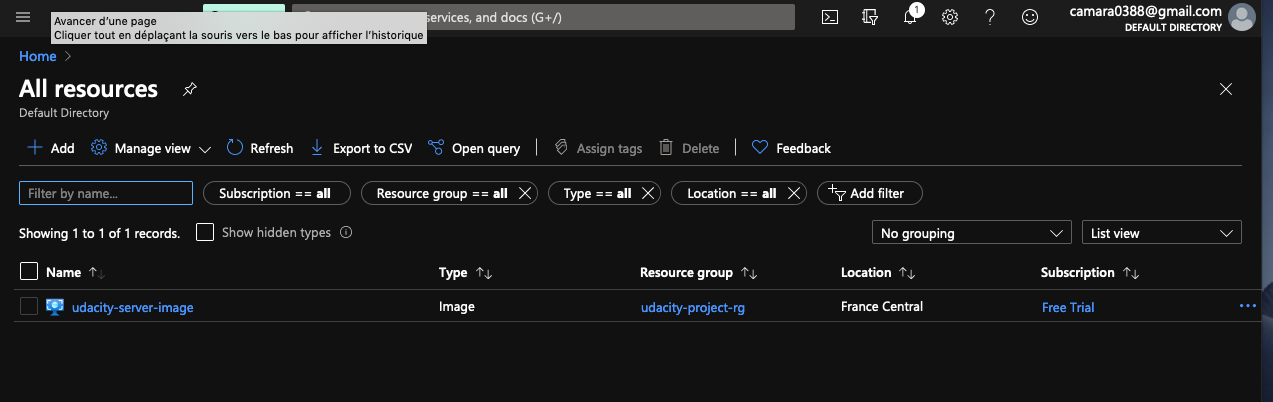 Avancer d'une page
Cliquer tout en déplaçant la souris vers le bas pour afficher l'historique
services, and docs (G+/)
1
camara0388@gmail.com
DEFAULT DIRECTORY
Home
All resources
Default Directory
Add Manage view Refresh Export to CSV Open query Assign tags Delete Feedback
Filter by name... Subscription == all Resource group == all Type == all Location == all Add filter
Showing 1 to 1 of 1 records. Show hidden types No grouping List view
Name Type Resource group Location Subscription
udacity-server-image Image udacity-project-rg France Central Free Trial